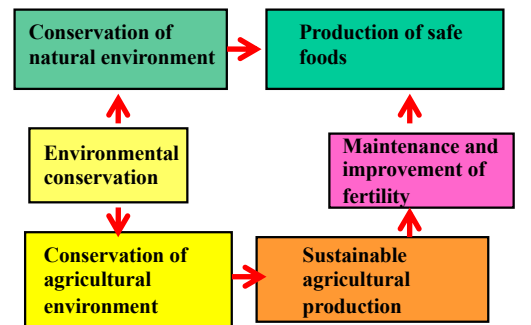 Conservation of
natural environment
Production of safe
foods
Environmental
conservation
Maintenance and
improvement of
fertility
Conservation of
agricultural
environment
Sustainable
agricultural
production